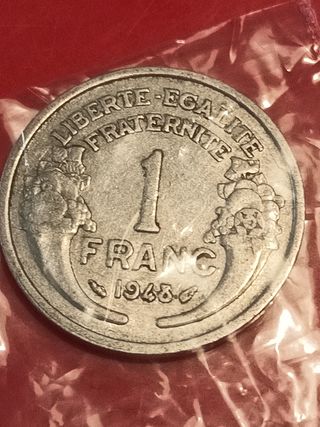 LIBERTE-EGALITE
FRATERNITE
1
FRANC
1948